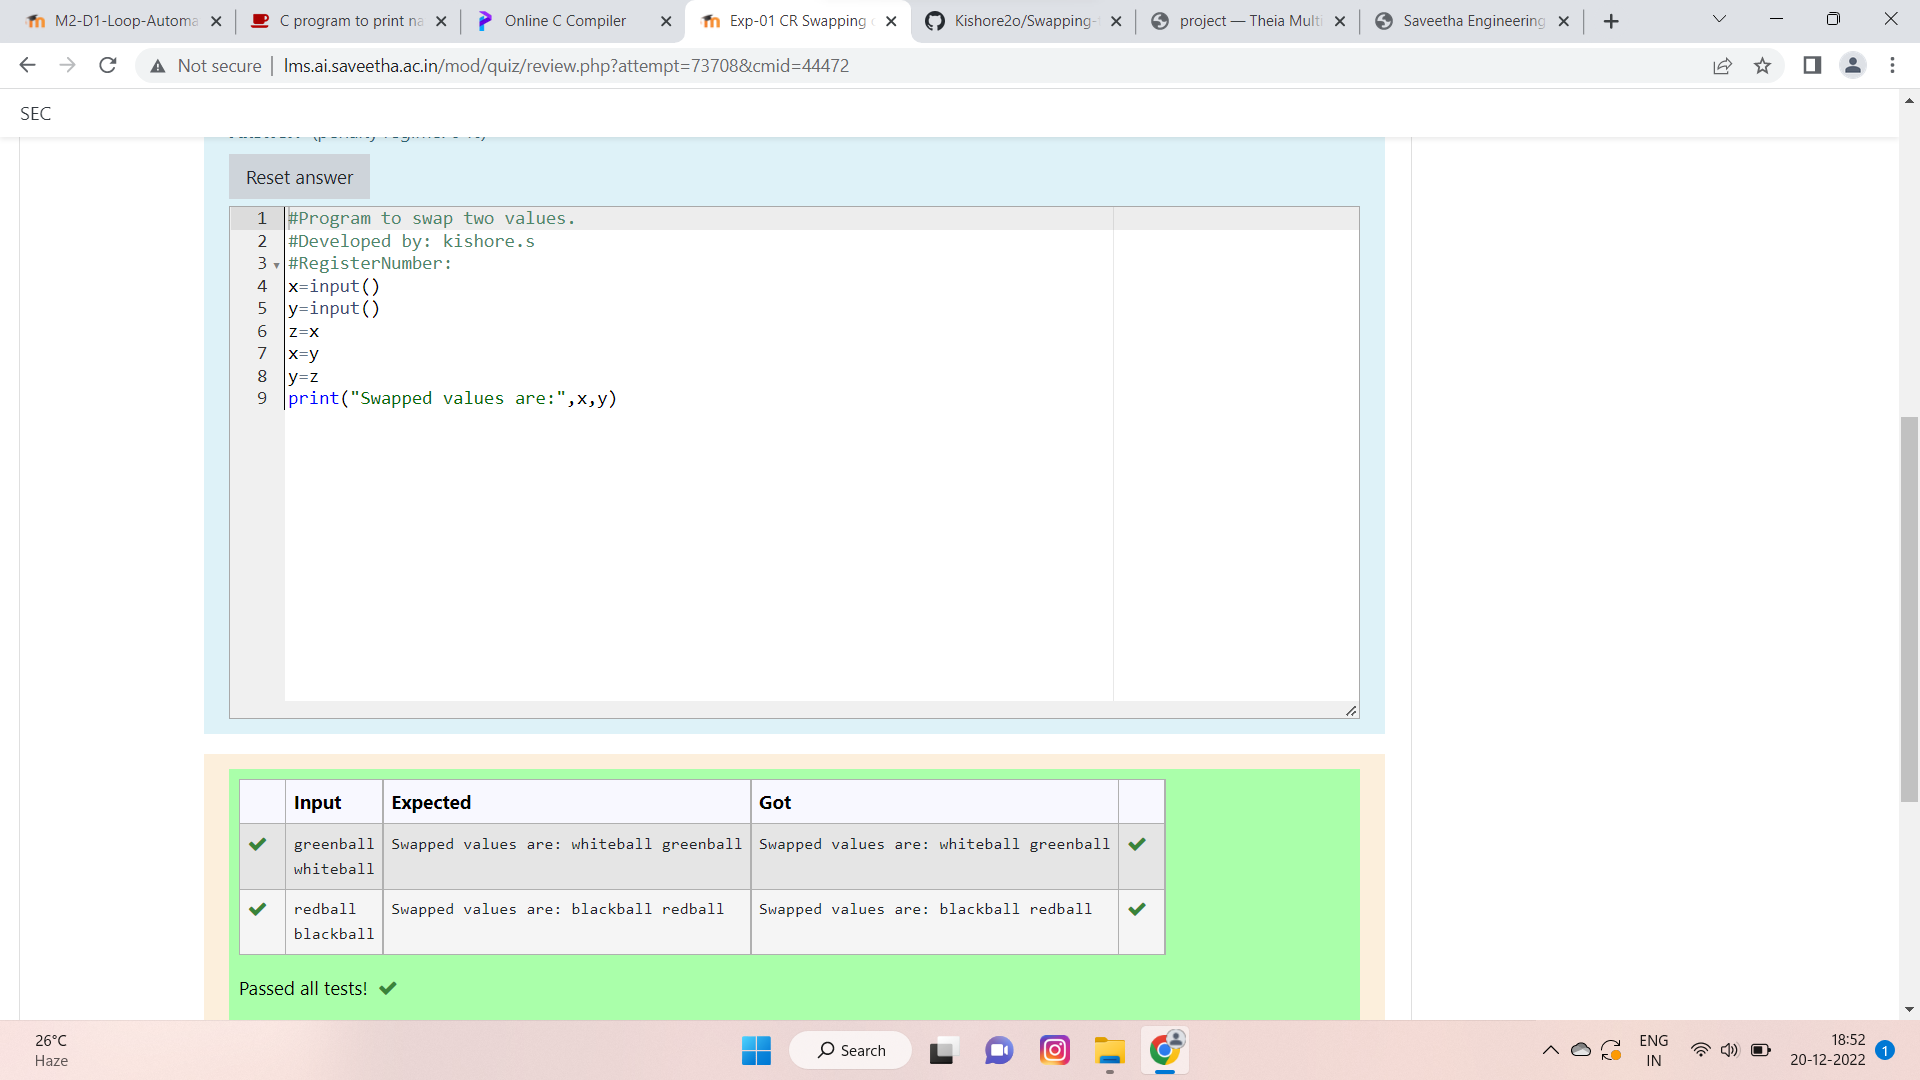 M2-D1-Loop-Automa
C program to print na
Online C Compiler
Exp-01 CR Swapping
Kishore2o/Swapping-
project — Theia Multi
Saveetha Engineering
Not secure
lms.ai.saveetha.ac.in/mod/quiz/review.php?attempt=73708&cmid=44472
SEC
Reset answer
1 #Program to swap two values.
2 #Developed by: kishore.s
3 #RegisterNumber:
4 x=input()
5 y=input()
6 z=x
7 x=y
8 y=z
9 print("Swapped values are:",x,y)
Input Expected Got
greenball Swapped values are: whiteball greenball Swapped values are: whiteball greenball
whiteball
redball Swapped values are: blackball redball Swapped values are: blackball redball
blackball
Passed all tests!
26°C
Haze
Search
ENG
IN
18:52
20-12-2022
1